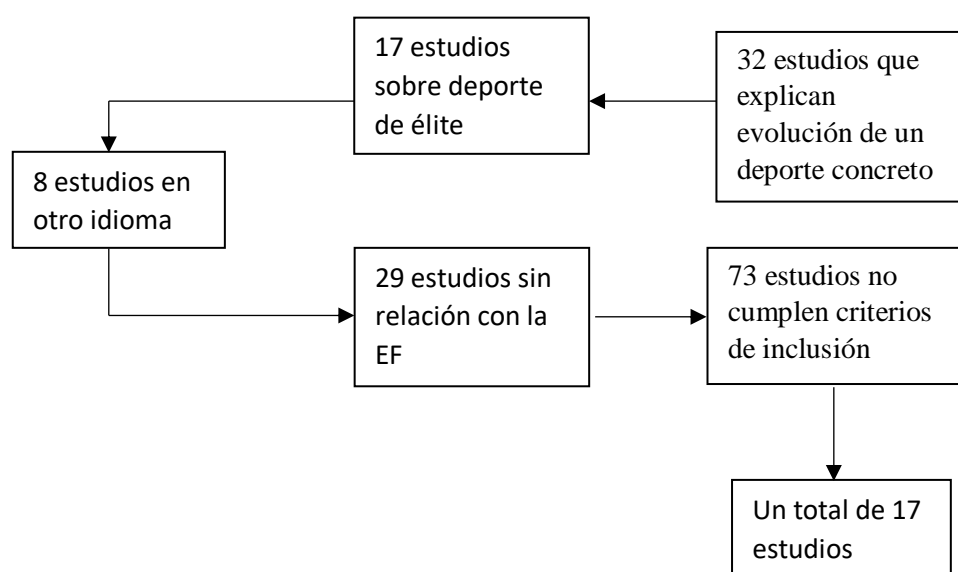 17 estudios
sobre deporte
de élite
32 estudios que
explican
evolución de un
deporte concreto
8 estudios en
otro idioma
29 estudios sin
relación con la
EF
73 estudios no
cumplen criterios
de inclusión
Un total de 17
estudios